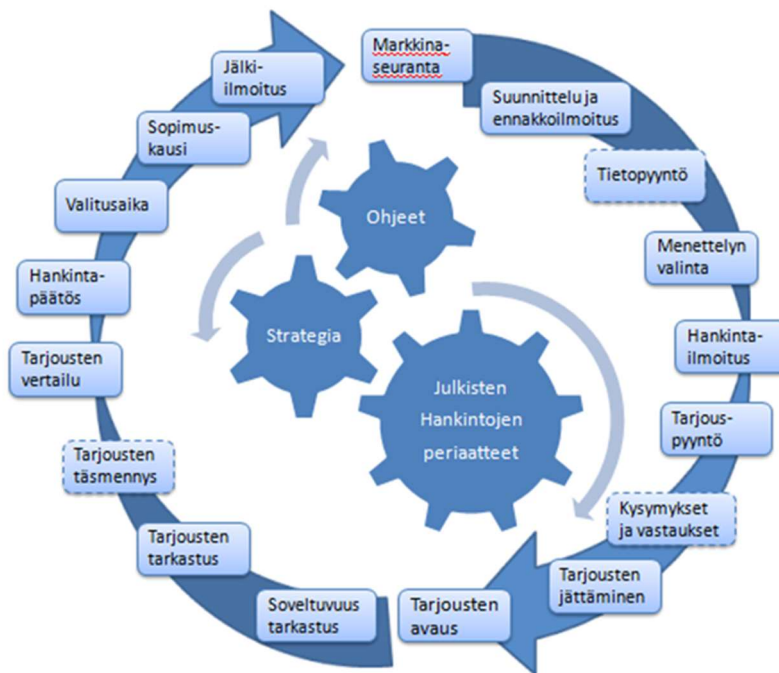 Markkina-
seuranta
Suunnittelu ja
ennakkoilmoitus
Tietopyyntö
Menettelyn
valinta
Hankinta-
ilmoitus
Tarjous-
pyyntö
Kysymykset
ja vastaukset
Tarjousten
jättäminen
Tarjousten
avaus
Soveltuvuus
tarkastus
Tarjousten
tarkastus
Tarjousten
täsmennys
Tarjousten
vertailu
Hankinta-
päätös
Valitusaika
Sopimus-
kausi
Jälki-
ilmoitus
Ohjeet
Strategia
Julkisten
Hankintojen
periaatteet